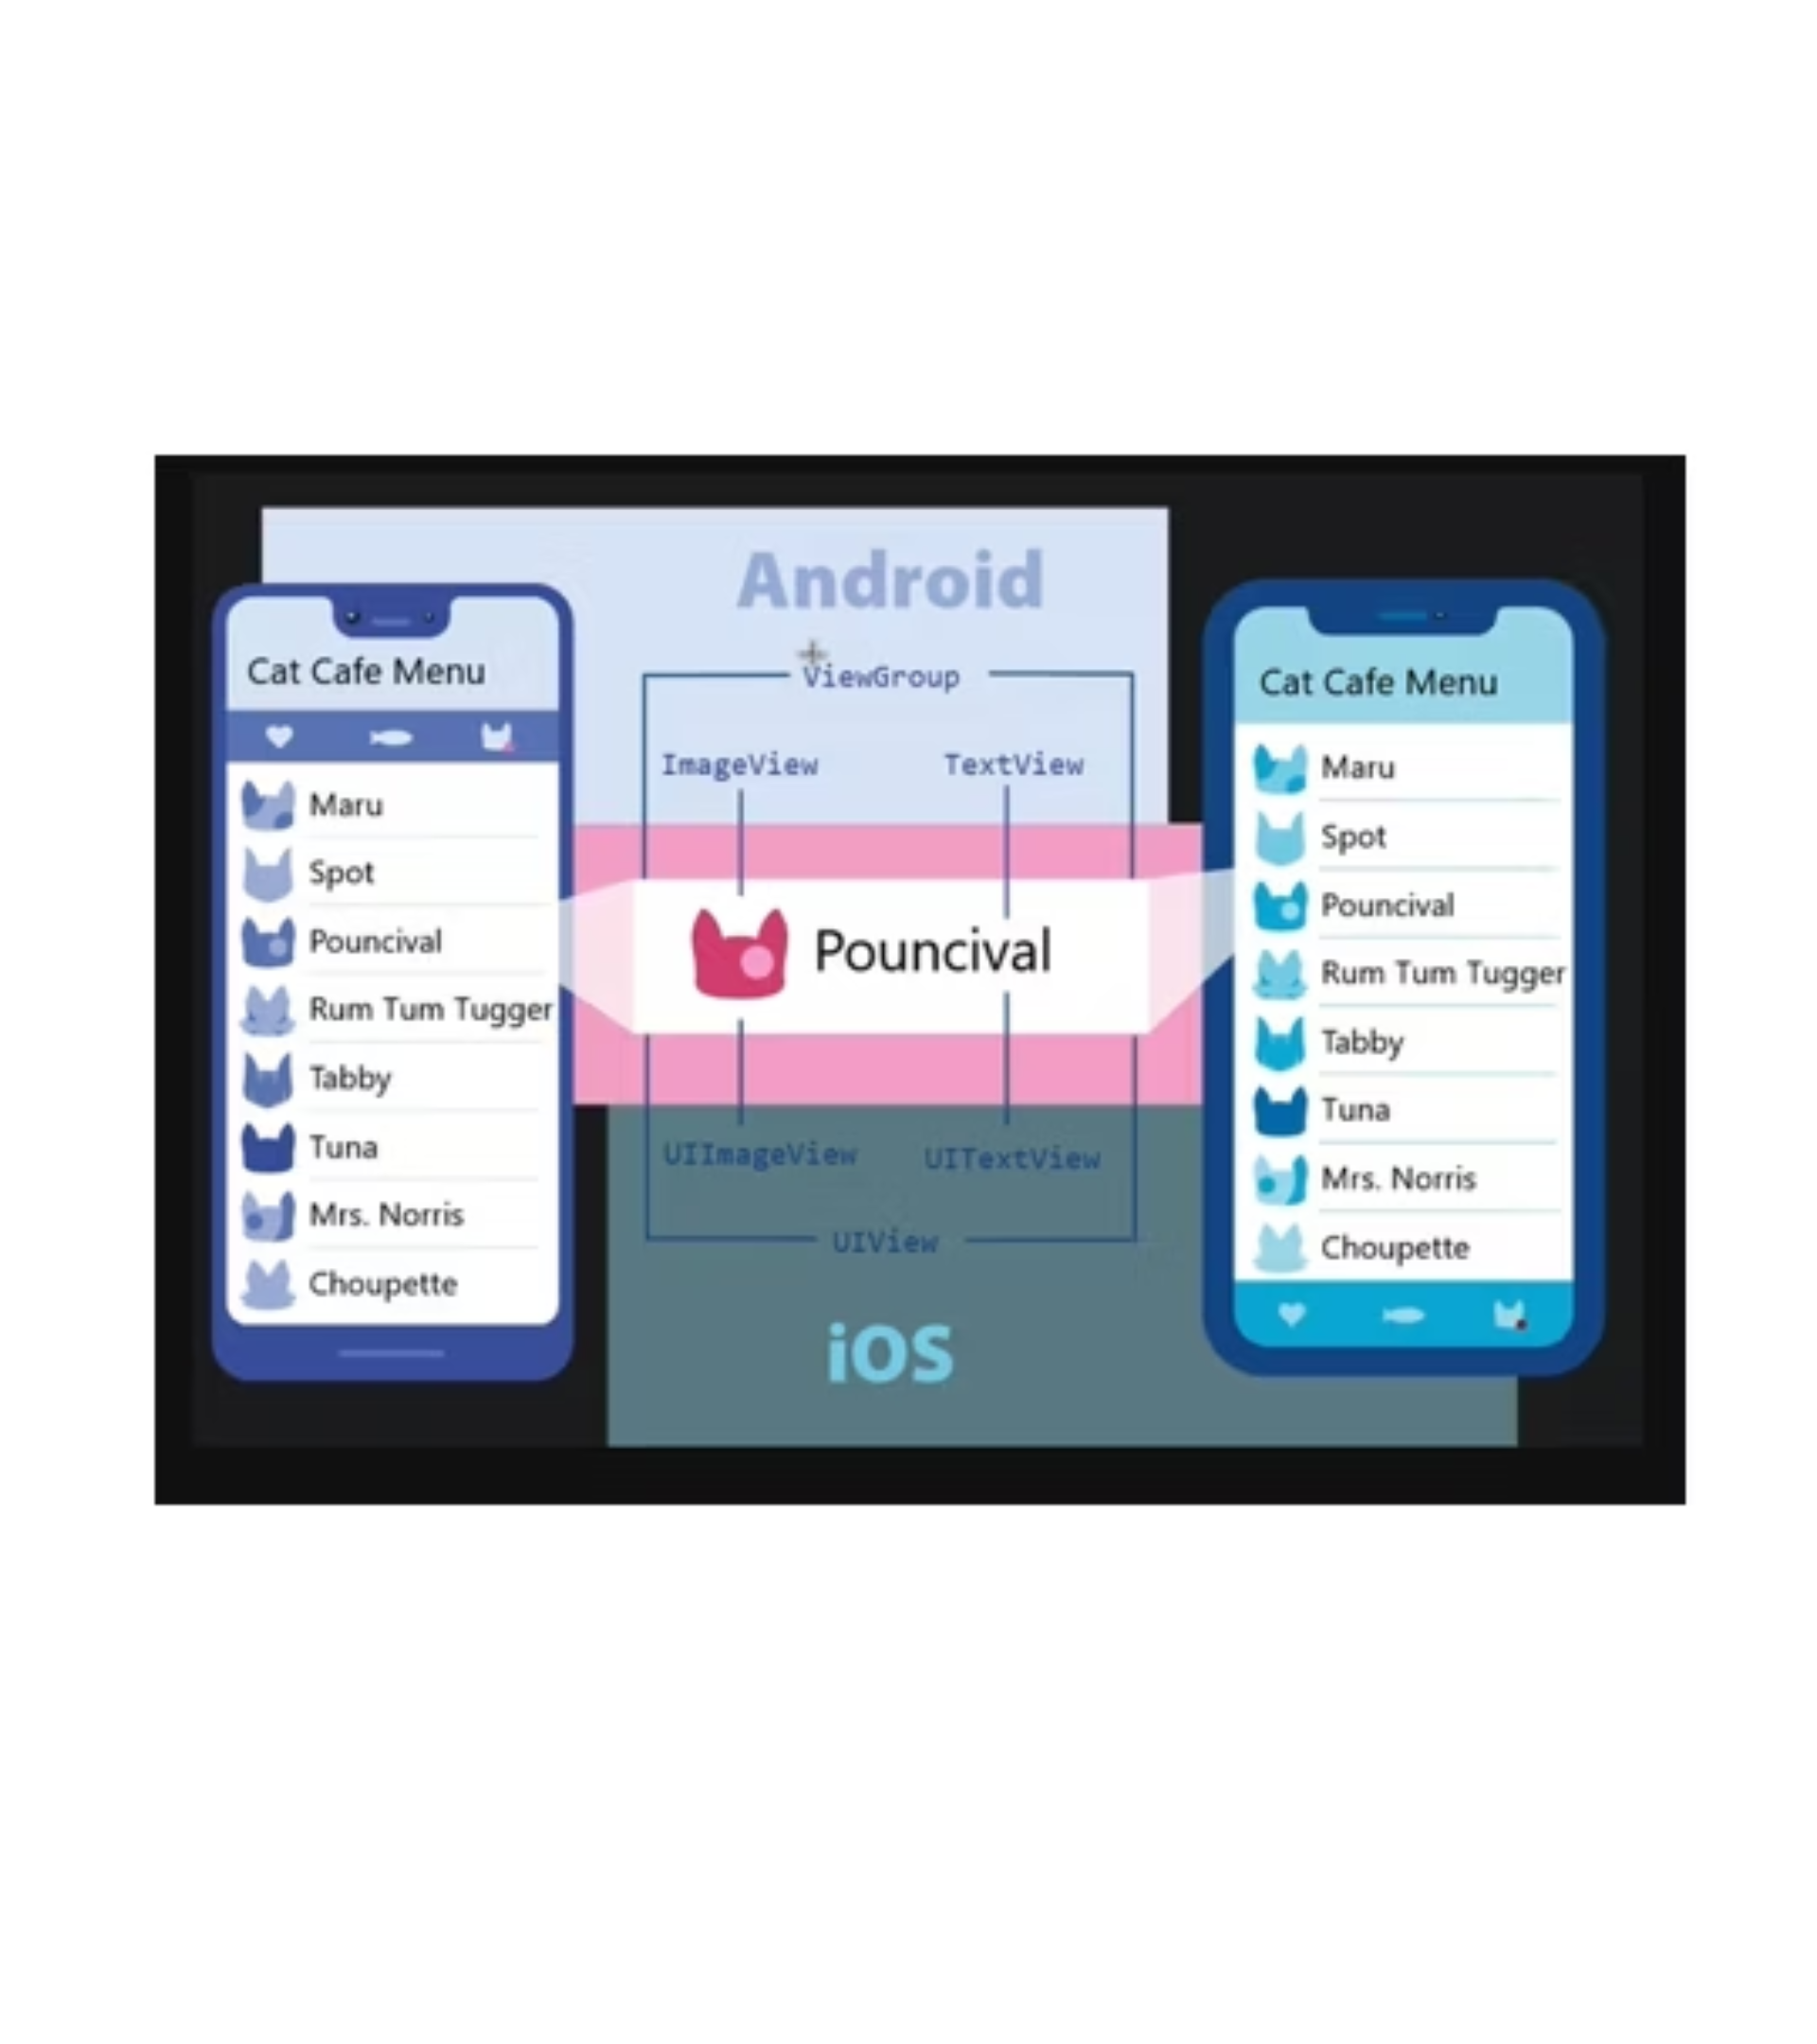 Android
Cat Cafe Menu
Maru
Spot
Pouncival
Rum Tum Tugger
Tabby
Tuna
Mrs. Norris
Choupette
ViewGroup
ImageView TextView
Pouncival
UIImageView UITextView
UIView
iOS
Cat Cafe Menu
Maru
Spot
Pouncival
Rum Tum Tugger
Tabby
Tuna
Mrs. Norris
Choupette